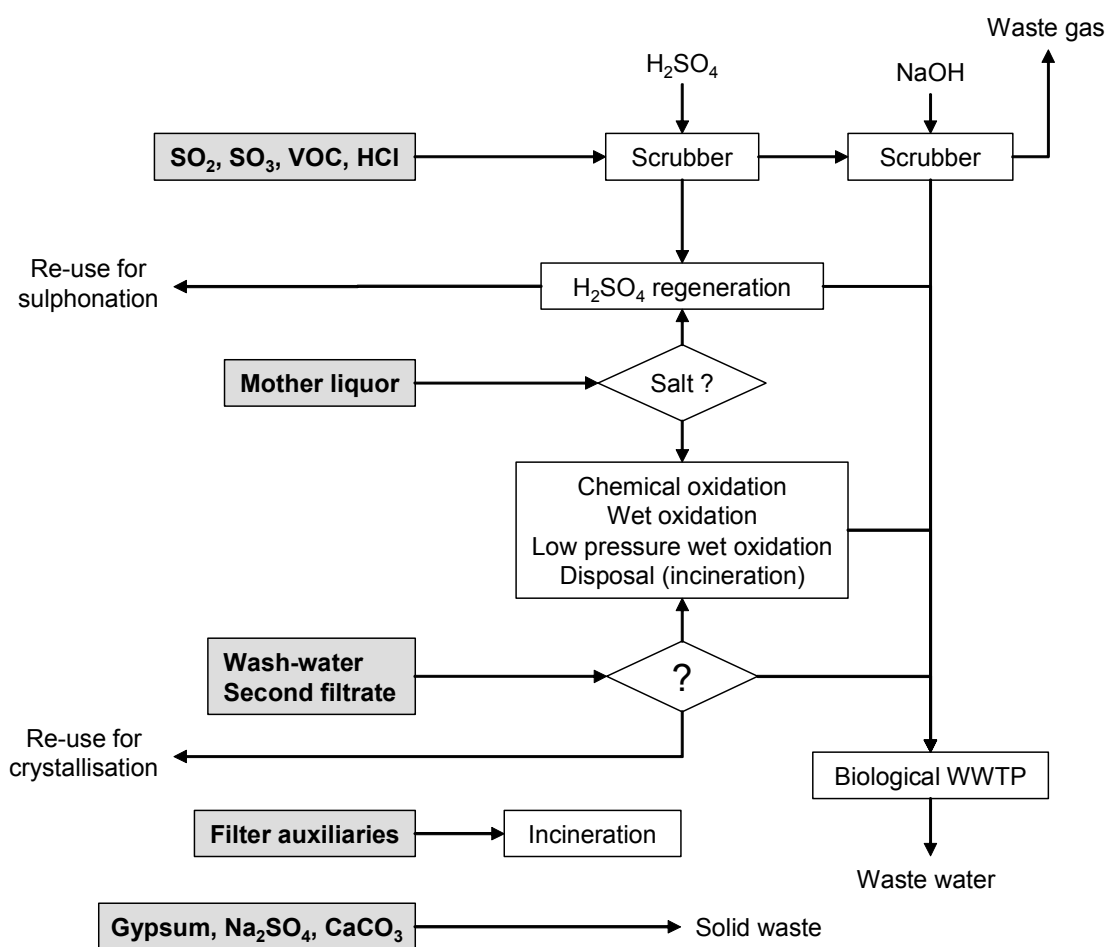 Waste gas
H₂SO₄
NaOH
SO₂, SO₃, VOC, HCl
Scrubber
Scrubber
Re-use for
sulphonation
H₂SO₄ regeneration
Mother liquor
Salt ?
Chemical oxidation
Wet oxidation
Low pressure wet oxidation
Disposal (incineration)
Wash-water
Second filtrate
?
Re-use for
crystallisation
Biological WWTP
Filter auxiliaries
Incineration
Waste water
Gypsum, Na₂SO₄, CaCO₃
Solid waste